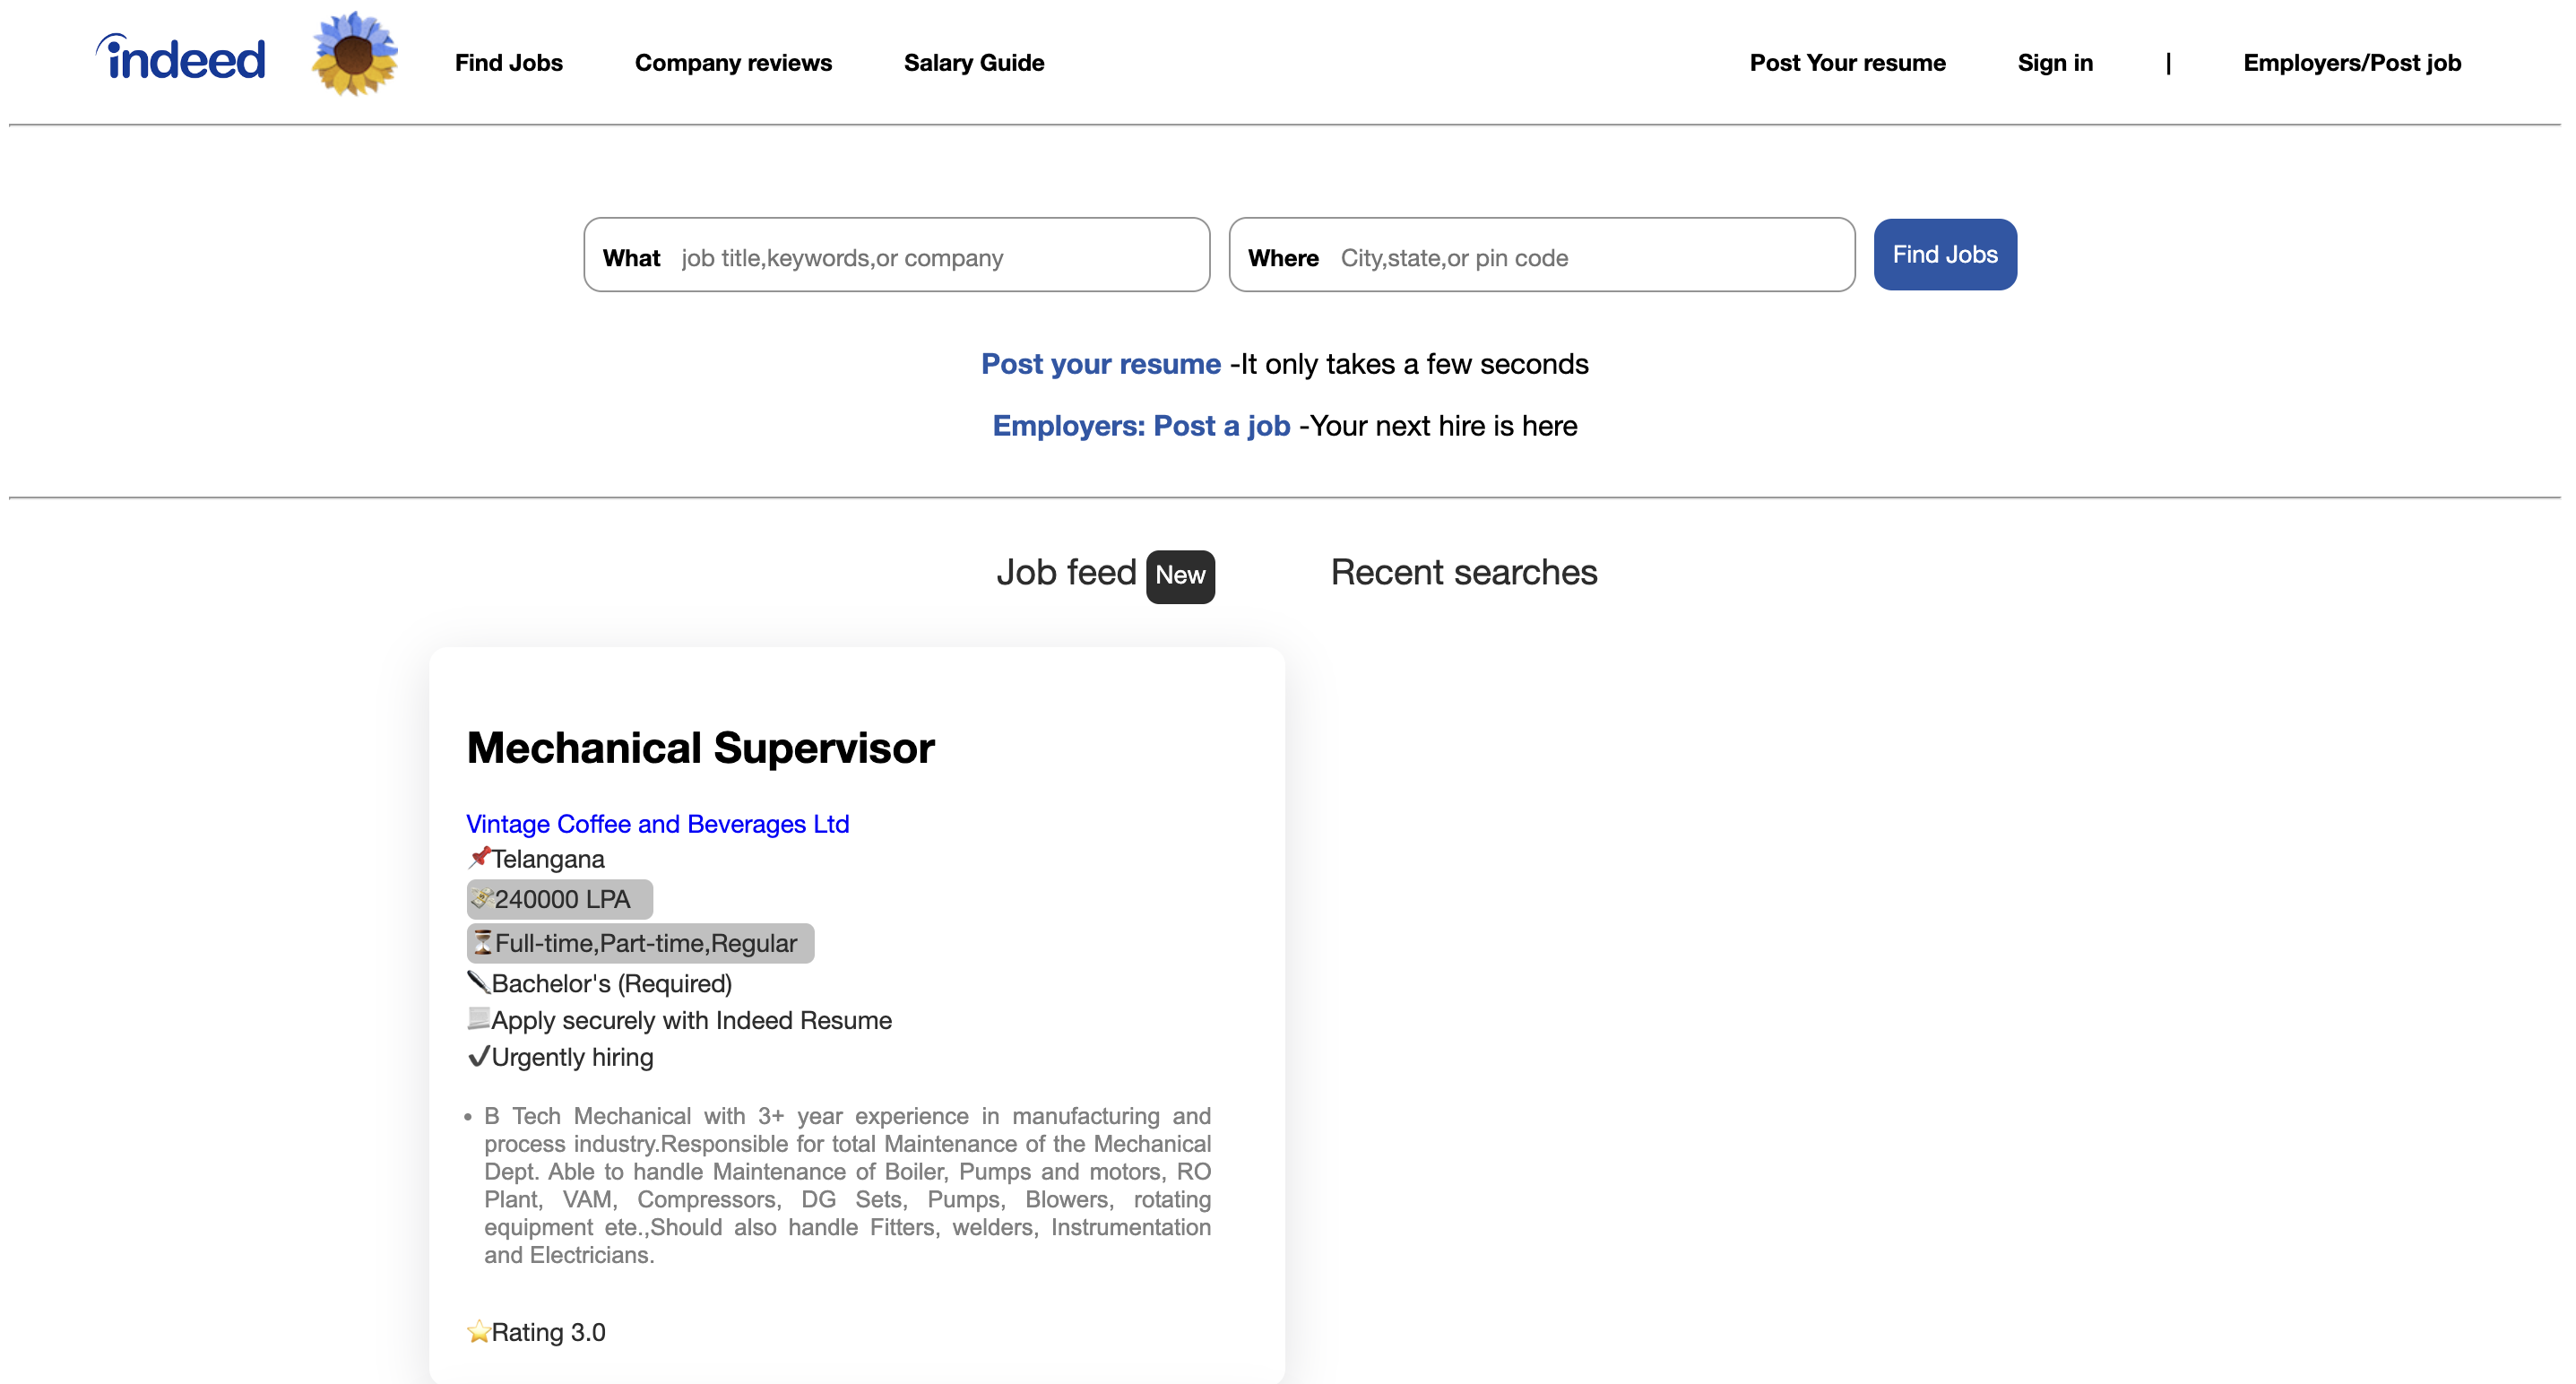 indeed Find Jobs Company reviews Salary Guide Post Your resume Sign in | Employers/Post job
What job title,keywords,or company Where City,state,or pin code Find Jobs
Post your resume -It only takes a few seconds
Employers: Post a job -Your next hire is here
Job feed New Recent searches
Mechanical Supervisor
Vintage Coffee and Beverages Ltd
Telangana
240000 LPA
Full-time,Part-time,Regular
Bachelor's (Required)
Apply securely with Indeed Resume
Urgently hiring
B Tech Mechanical with 3+ year experience in manufacturing and
process industry.Responsible for total Maintenance of the Mechanical
Dept. Able to handle Maintenance of Boiler, Pumps and motors, RO
Plant, VAM, Compressors, DG Sets, Pumps, Blowers, rotating
equipment ete.,Should also handle Fitters, welders, Instrumentation
and Electricians.
Rating 3.0